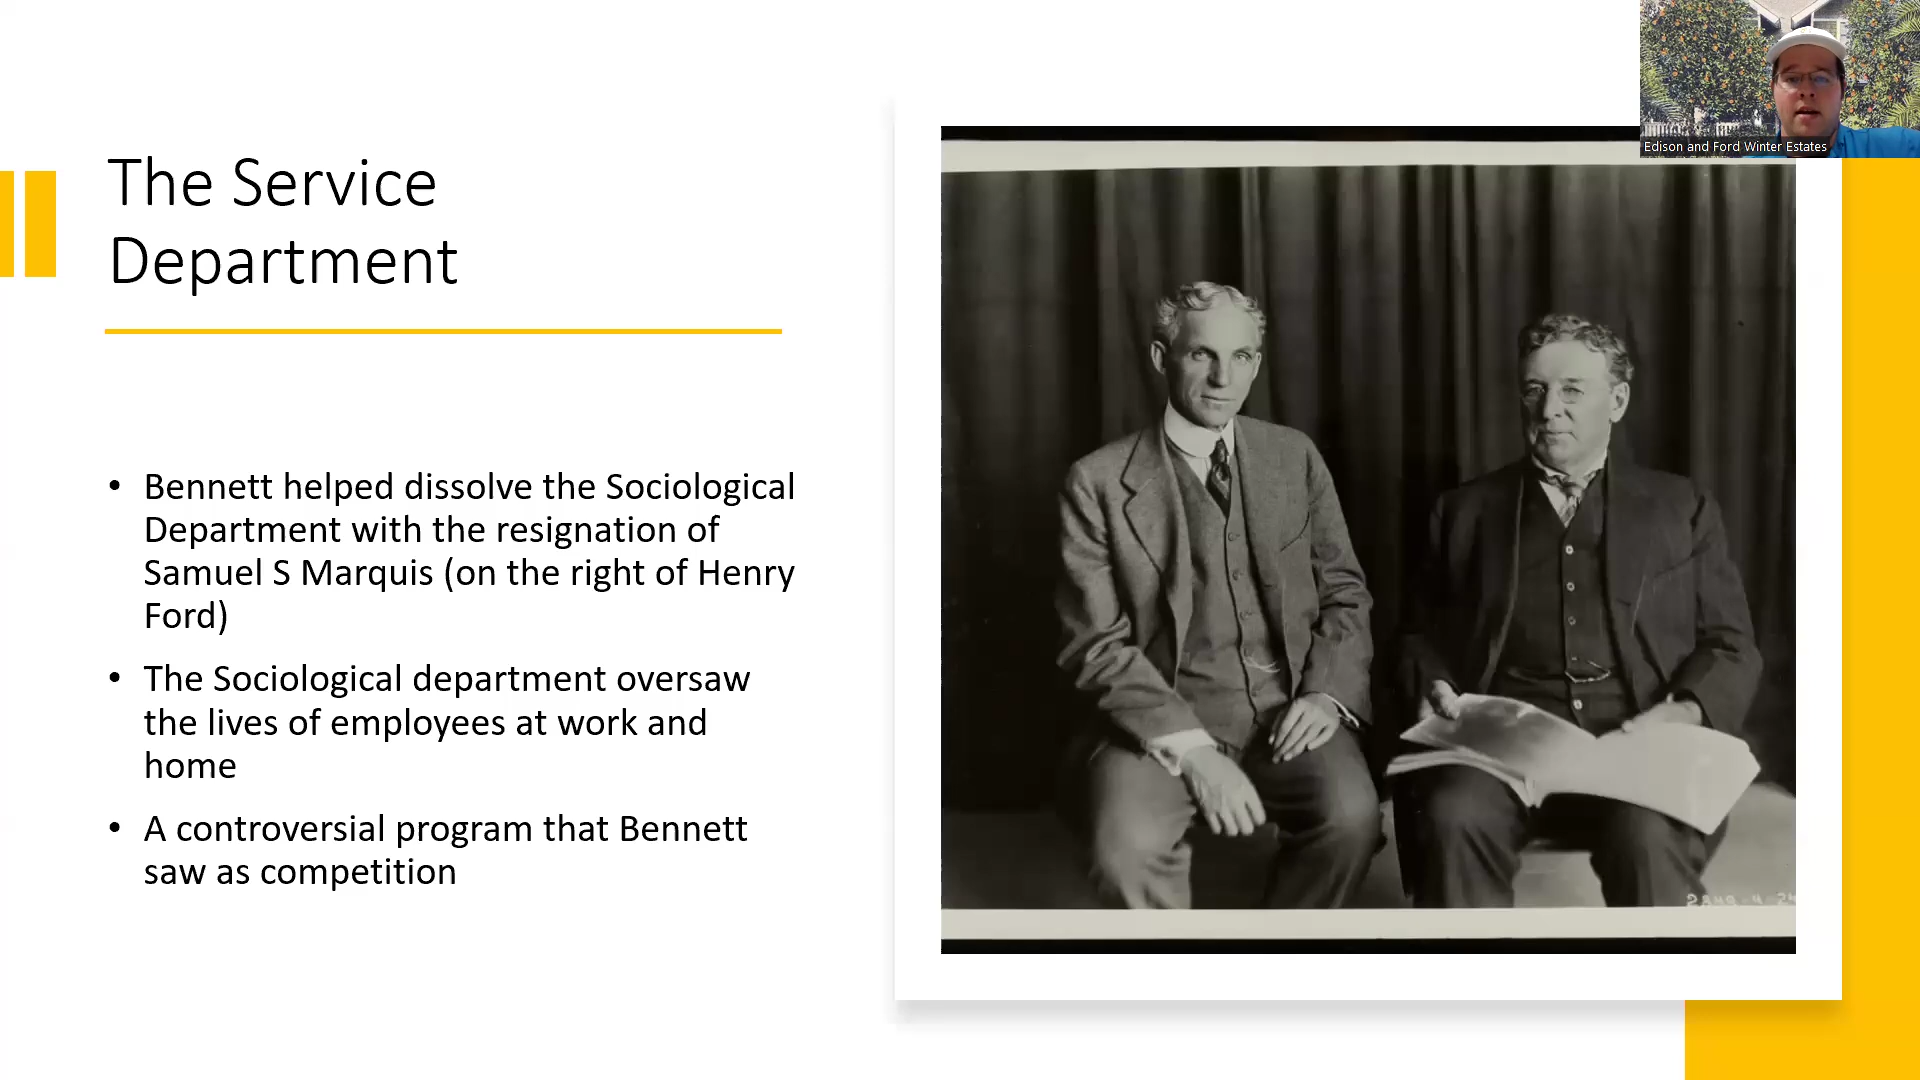 The Service
Department
• Bennett helped dissolve the Sociological
Department with the resignation of
Samuel S Marquis (on the right of Henry
Ford)
• The Sociological department oversaw
the lives of employees at work and
home
• A controversial program that Bennett
saw as competition
Edison and Ford Winter Estates